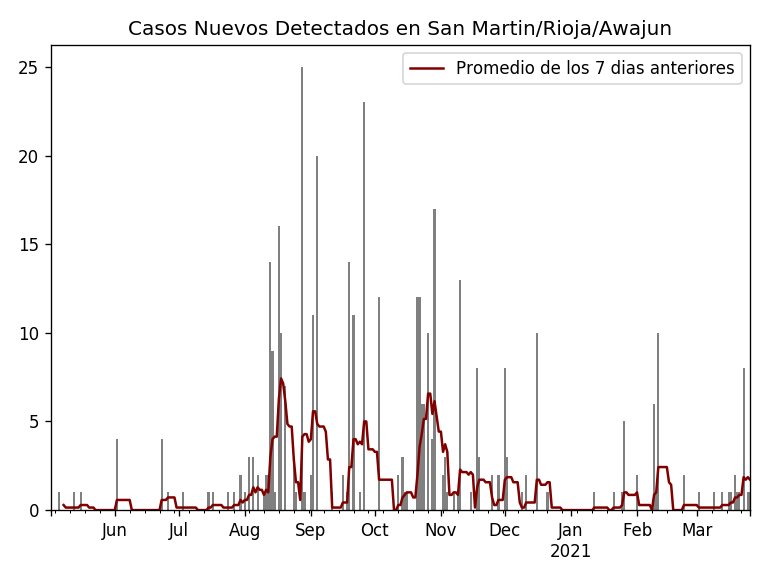 Casos Nuevos Detectados en San Martin/Rioja/Awajun
Promedio de los 7 dias anteriores
25
20
15
10
5
0
Jun Jul Aug Sep Oct Nov Dec Jan Feb Mar
2021